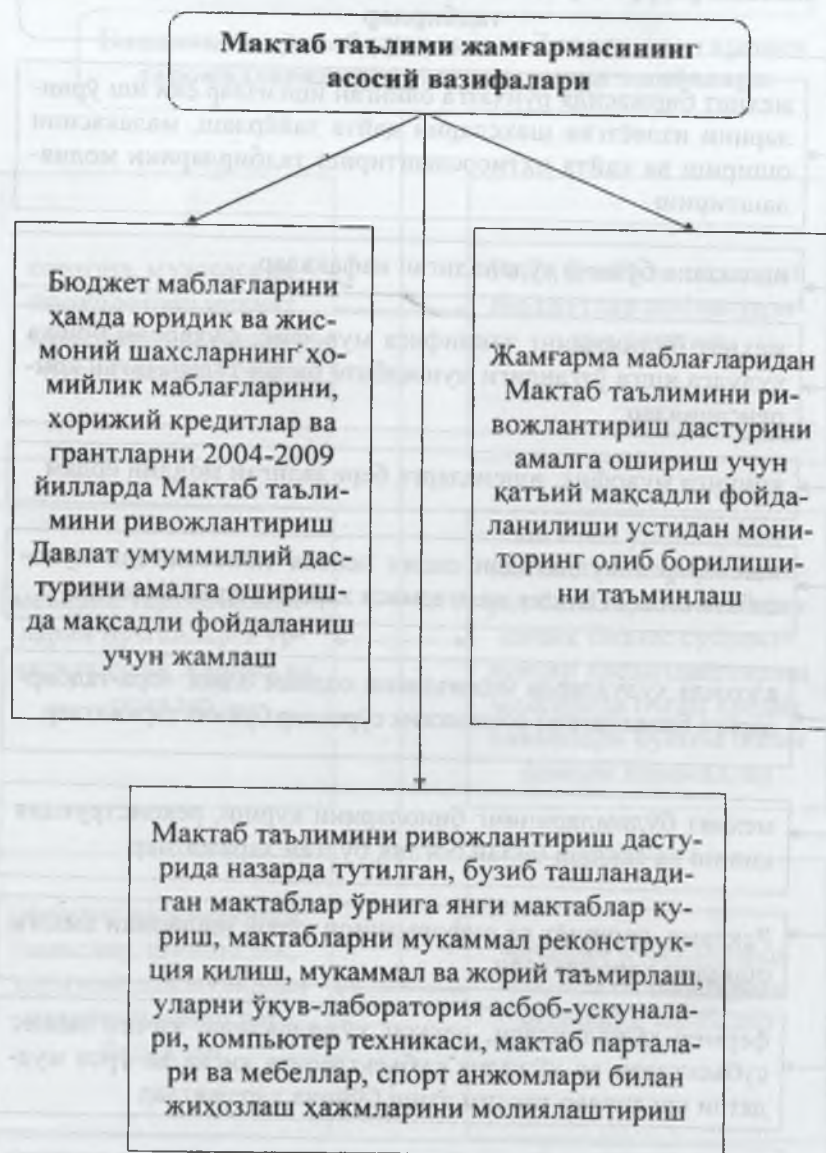 Мактаб таълими жамғармасининг
асосий вазифалари
Бюджет маблағларини
ҳамда юридик ва жис-
моний шахсларнинг ҳо-
мийлик маблағларини,
хорижий кредитлар ва
грантларни 2004-2009
йилларда Мактаб таъли-
мини ривожлантириш
Давлат умуммиллий дас-
турини амалга ошириш-
да мақсадли фойдаланиш
учун жамлаш
Жамғарма маблағларидан
Мактаб таълимини ри-
вожлантириш дастурини
амалга ошириш учун
қатъий мақсадли фойда-
ланилиши устидан мони-
торинг олиб борилиши-
ни таъминлаш
Мактаб таълимини ривожлантириш дасту-
рида назарда тутилган, бузиб ташланади-
ган мактаблар ўрнига янги мактаблар қу-
риш, мактабларни мукаммал реконструк-
ция қилиш, мукаммал ва жорий таъмирлаш,
уларни ўқув-лаборатория асбоб-ускунала-
ри, компьютер техникаси, мактаб парталa-
ри ва мебеллар, спорт анжомлари билан
жиҳозлаш ҳажмларини молиялаштириш